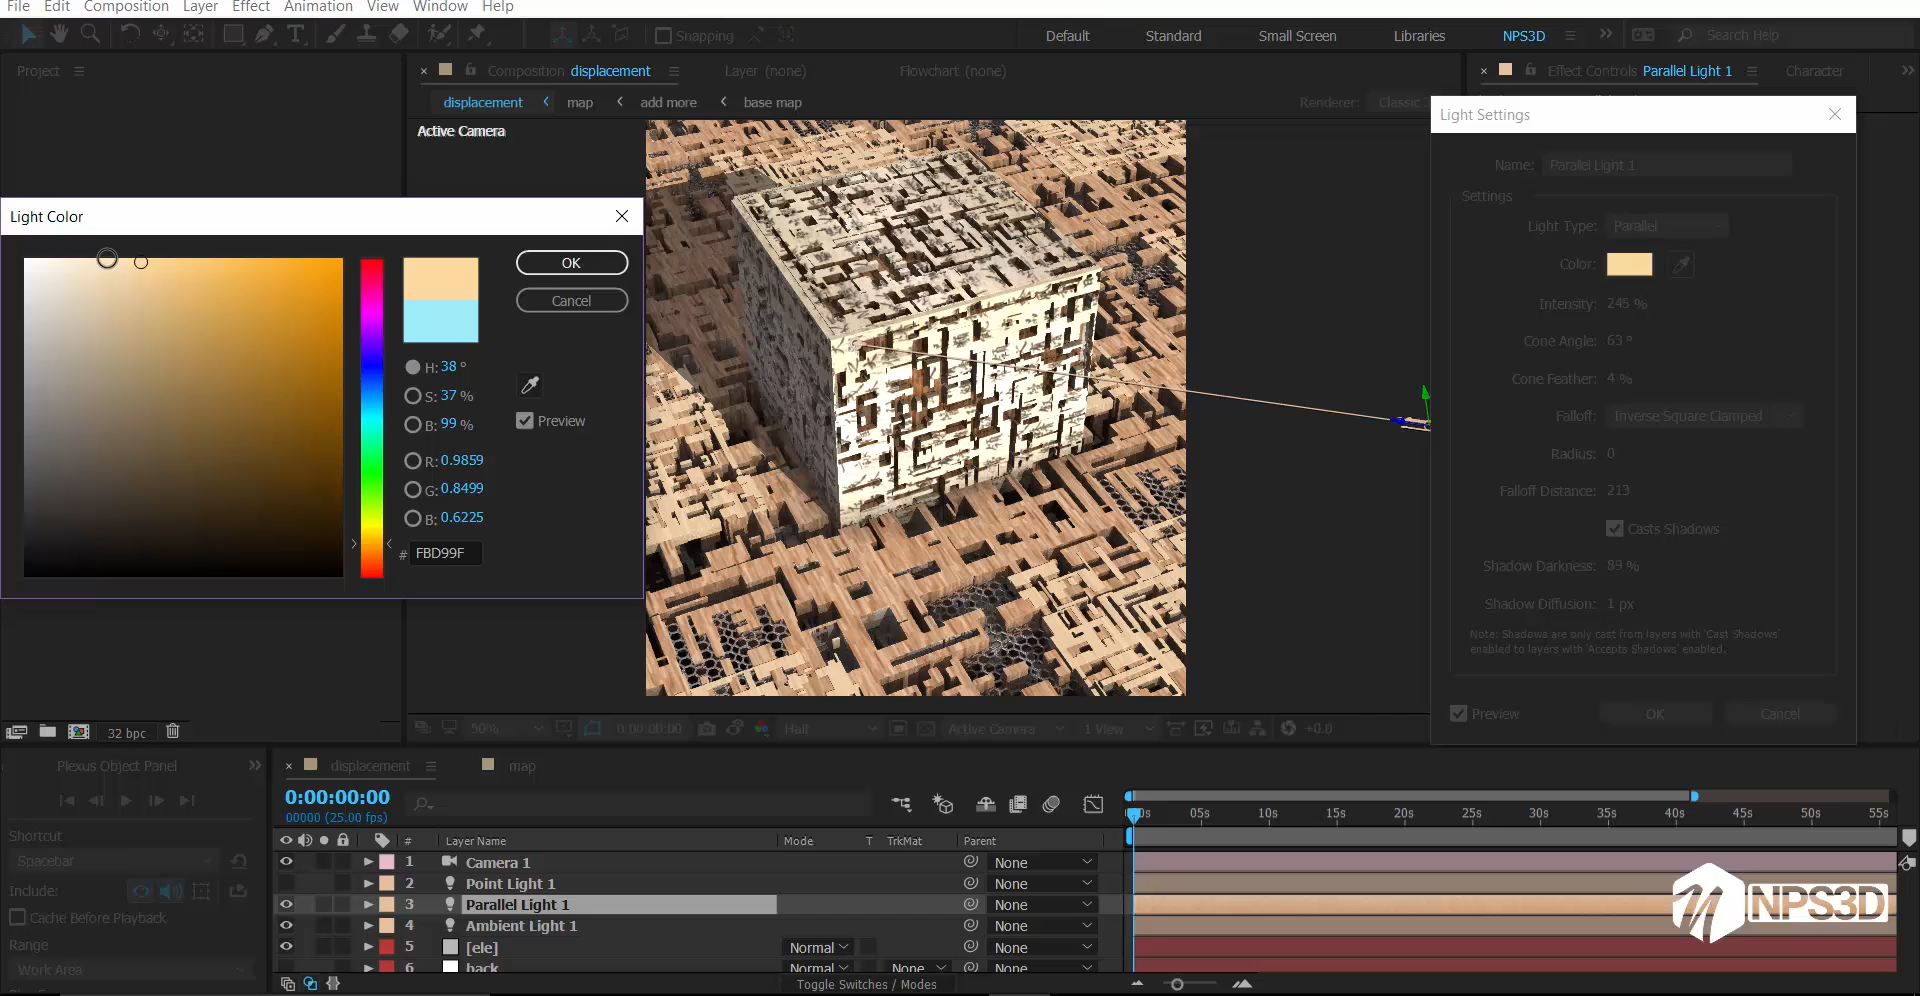 File Edit Composition Layer Effect Animation View Window Help
Snapping
Default Standard Small Screen Libraries NPS3D Search Help
Project
Composition displacement Layer (none) Flowchart (none)
Effect Controls Parallel Light 1 Character
displacement map add more base map
Renderer: Classic
Active Camera
Light Settings
Name: Parallel Light 1
Settings
Light Type: Parallel
Color:
Intensity: 245 %
Cone Angle: 63 °
Cone Feather: 4 %
Falloff: Inverse Square Clamped
Radius: 0
Falloff Distance: 213
Casts Shadows
Shadow Darkness: 89 %
Shadow Diffusion: 1 px
Note: Shadows are only cast from layers with 'Cast Shadows'
enabled to layers with 'Accepts Shadows' enabled.
Preview OK Cancel
Light Color
OK
Cancel
H: 38 °
S: 37 %
B: 99 %
Preview
R: 0.9859
G: 0.8499
B: 0.6225
# FBD99F
32 bpc
50% 0:00:00:00 Half Active Camera 1 View +0.0
Plexus Object Panel
Shortcut
Spacebar
Include:
Cache Before Playback
Range
Work Area
displacement map
0:00:00:00
00000 (25.00 fps)
05s 10s 15s 20s 25s 30s 35s 40s 45s 50s 55s
# Layer Name Mode T TrkMat Parent
1 Camera 1 None
2 Point Light 1 None
3 Parallel Light 1 None
4 Ambient Light 1 None
5 [ele] Normal None
6 back Normal None None
Toggle Switches / Modes
NPS3D